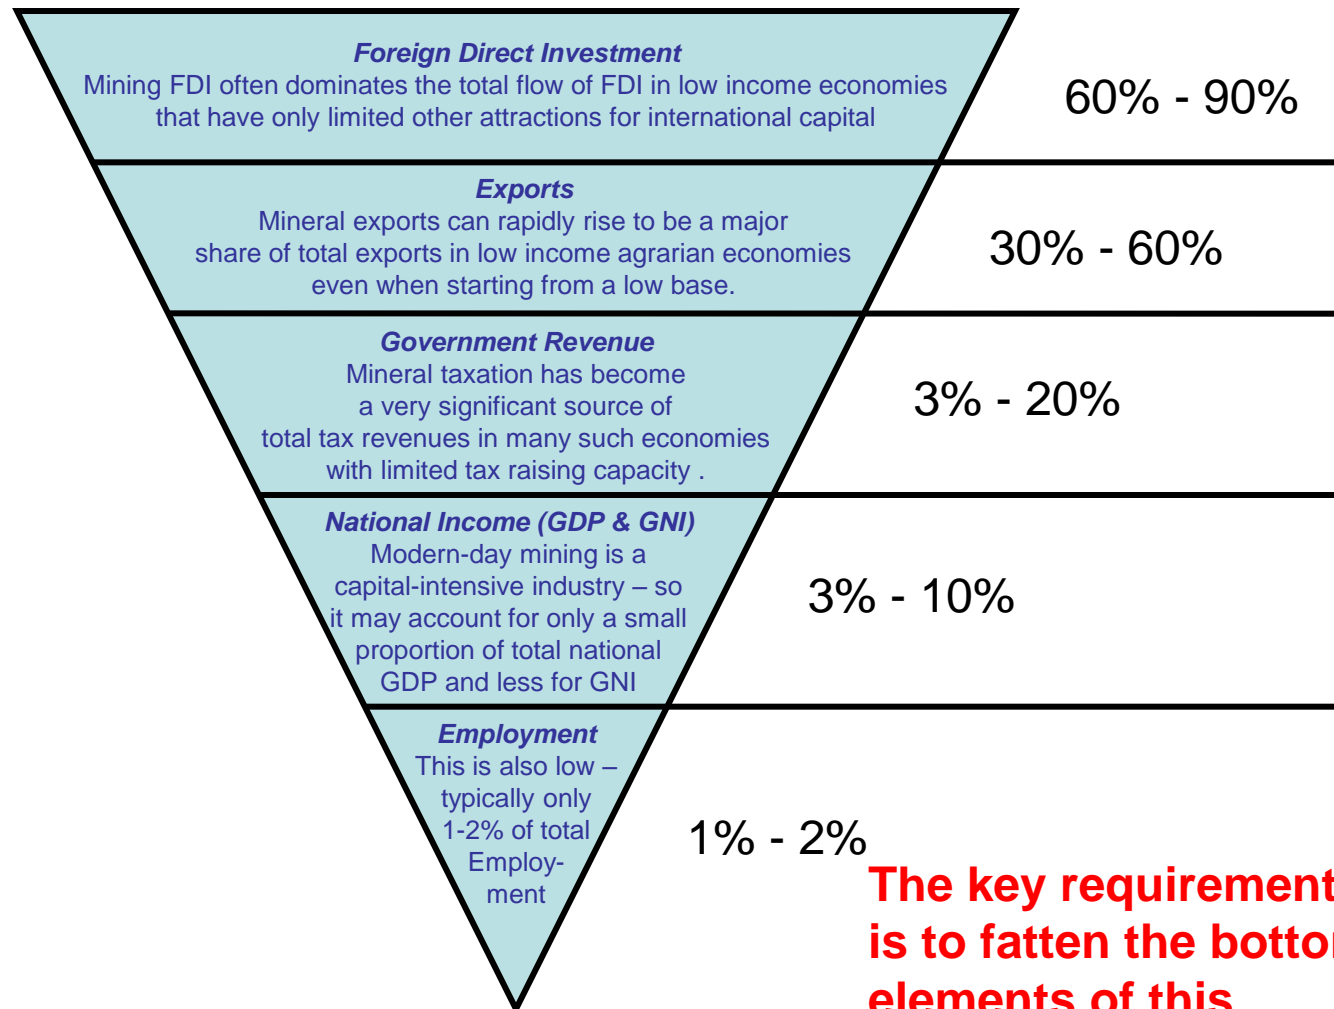 Foreign Direct Investment
Mining FDI often dominates the total flow of FDI in low income economies
that have only limited other attractions for international capital
60% - 90%
Exports
Mineral exports can rapidly rise to be a major
share of total exports in low income agrarian economies
even when starting from a low base.
30% - 60%
Government Revenue
Mineral taxation has become
a very significant source of
total tax revenues in many such economies
with limited tax raising capacity .
3% - 20%
National Income (GDP & GNI)
Modern-day mining is a
capital-intensive industry – so
it may account for only a small
proportion of total national
GDP and less for GNI
3% - 10%
Employment
This is also low –
typically only
1-2% of total
Employ-
ment
1% - 2%
The key requirement
is to fatten the
elements of this